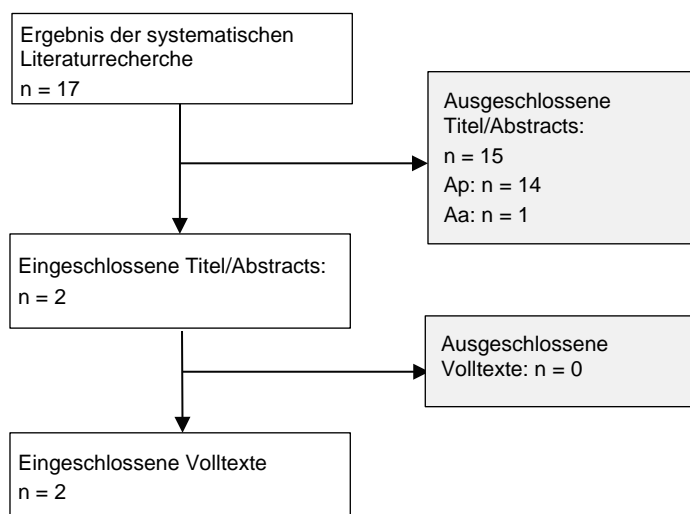 Ergebnis der systematischen
Literaturrecherche
n = 17
Ausgeschlossene
Titel/Abstracts:
n = 15
Ap: n = 14
Aa: n = 1
Eingeschlossene Titel/Abstracts:
n = 2
Ausgeschlossene
Volltexte: n = 0
Eingeschlossene Volltexte
n = 2